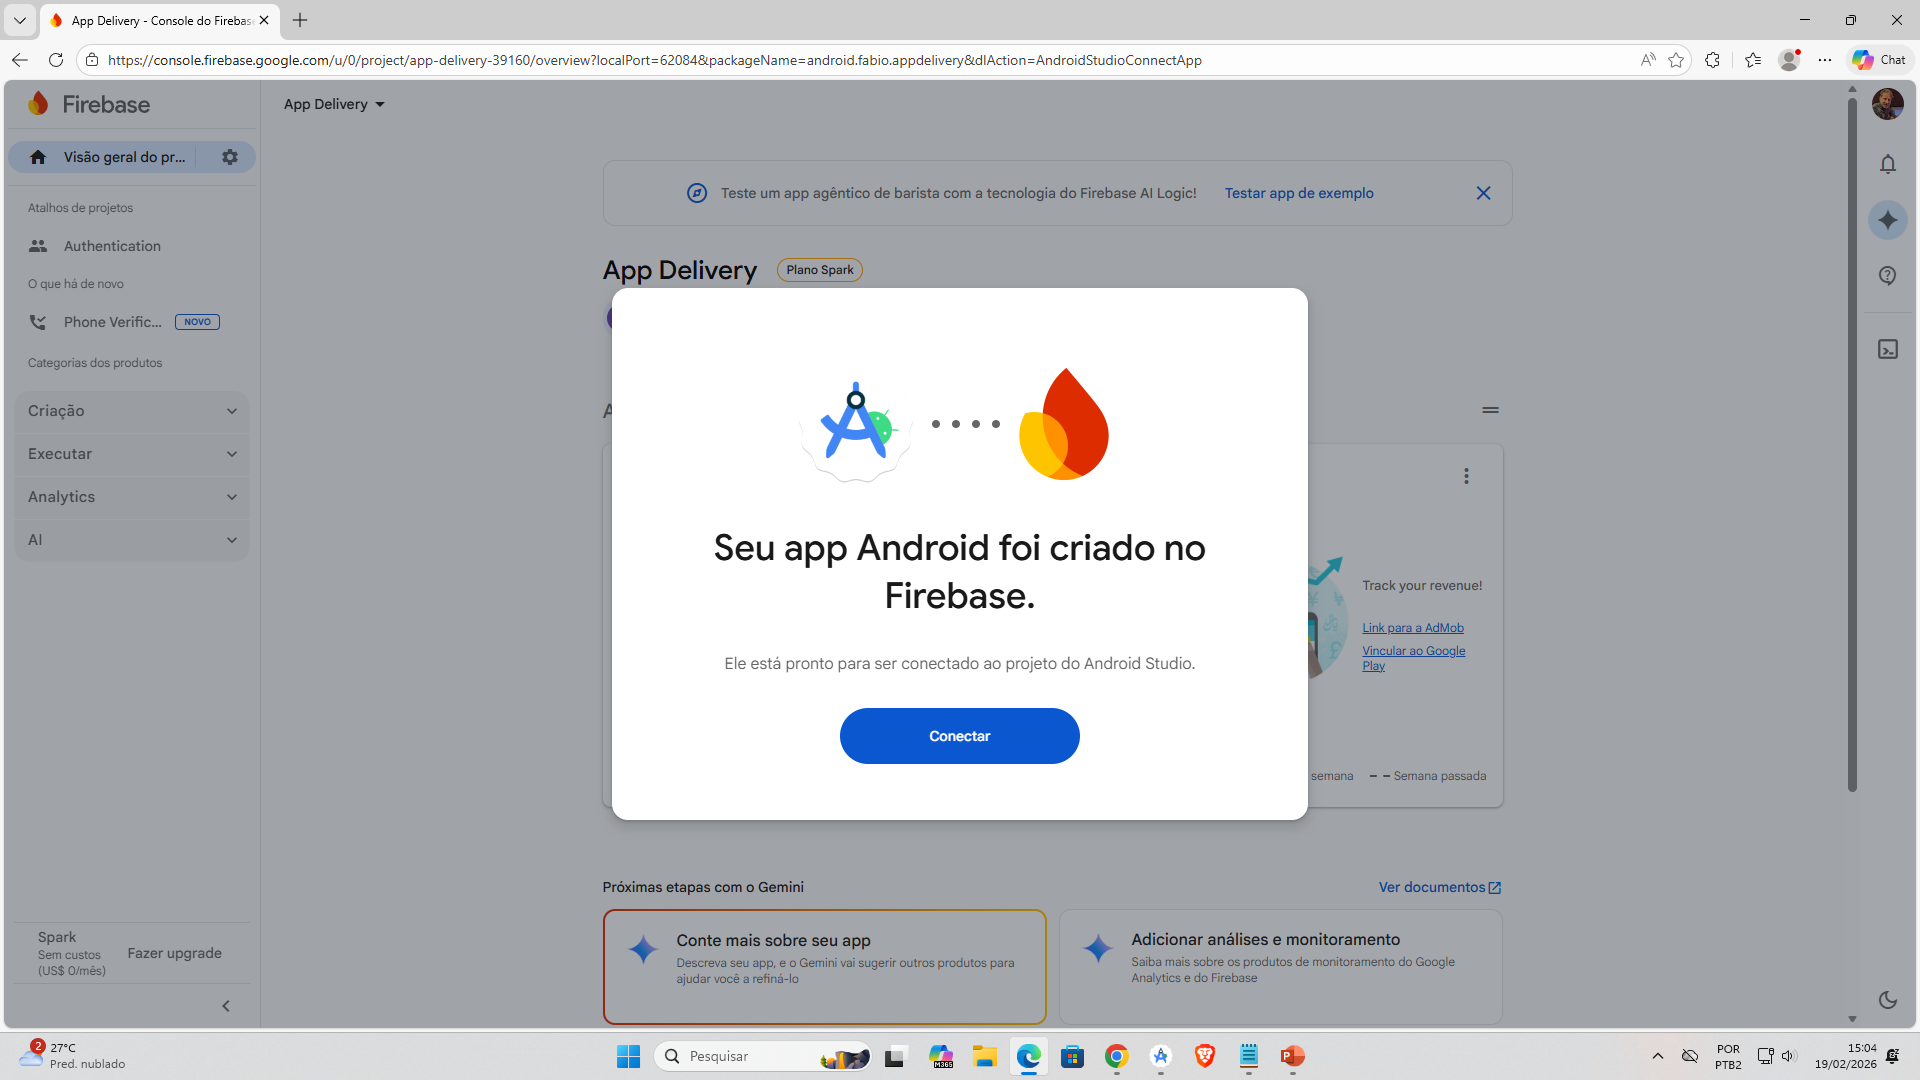 App Delivery - Console do Firebas
https://console.firebase.google.com/u/0/project/app-delivery-39160/overview?localPort=62084&packageName=android.fabio.appdelivery&dlAction=AndroidStudioConnectApp
Chat
Firebase
App Delivery
Visão geral do pr...
Atalhos de projetos
Authentication
O que há de novo
Phone Verific... NOVO
Categorias dos produtos
Criação
Executar
Analytics
AI
Spark
Sem custos
(US$ 0/mês)
Fazer upgrade
Teste um app agêntico de barista com a tecnologia do Firebase AI Logic! Testar app de exemplo
App Delivery Plano Spark
A
Seu app Android foi criado no
Firebase.
Ele está pronto para ser conectado ao projeto do Android Studio.
Conectar
Track your revenue!
Link para a AdMob
Vincular ao Google
Play
semana Semana passada
Próximas etapas com o Gemini
Ver documentos
Conte mais sobre seu app
Descreva seu app, e o Gemini vai sugerir outros produtos para
ajudar você a refiná-lo
Adicionar análises e monitoramento
Saiba mais sobre os produtos de monitoramento do Google
Analytics e do Firebase
2
27°C
Pred. nublado
Pesquisar
M365
POR
PTB2
15:04
19/02/2026